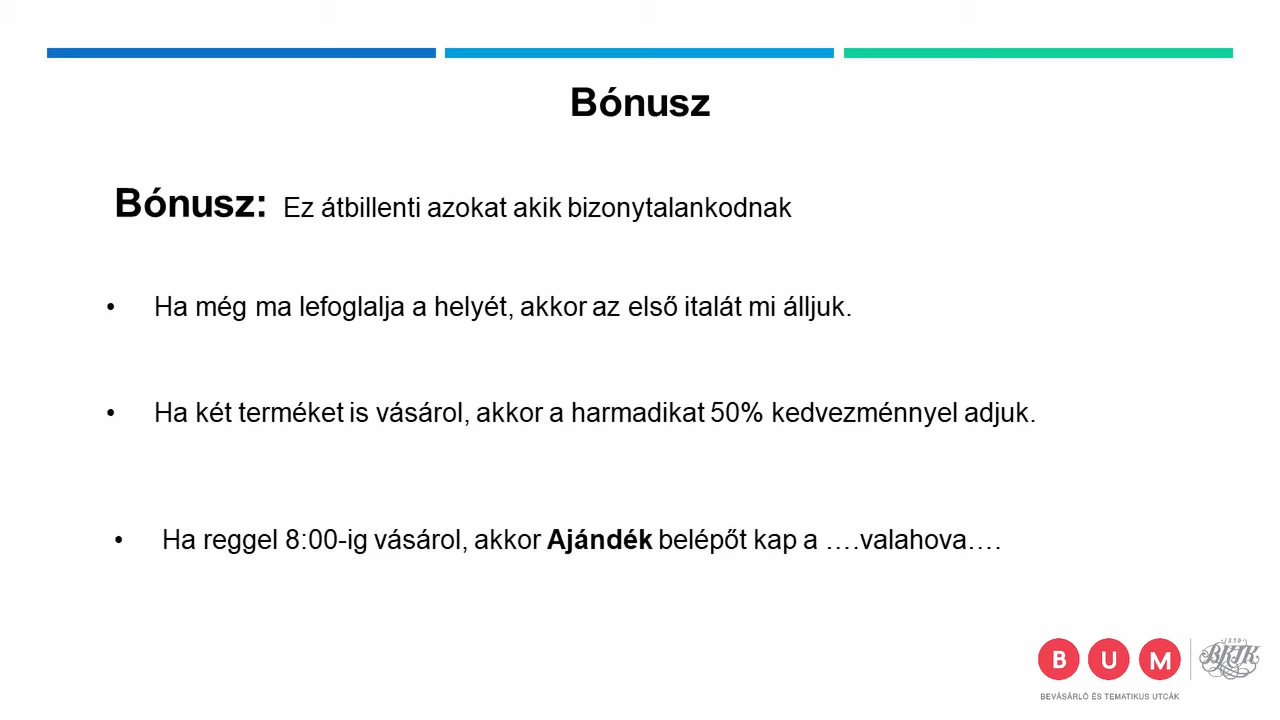 Bónusz
Bónusz: Ez átbillenti azokat akik bizonytalankodnak
• Ha még ma lefoglalja a helyét, akkor az első italát mi álljuk.
• Ha két terméket is vásárol, akkor a harmadikat 50% kedvezménnyel adjuk.
• Ha reggel 8:00-ig vásárol, akkor Ajándék belépőt kap a ….valahova….
B U M
·1850·
BKTK
BEVÁSÁRLÓ ÉS TEMATIKUS UTCÁK